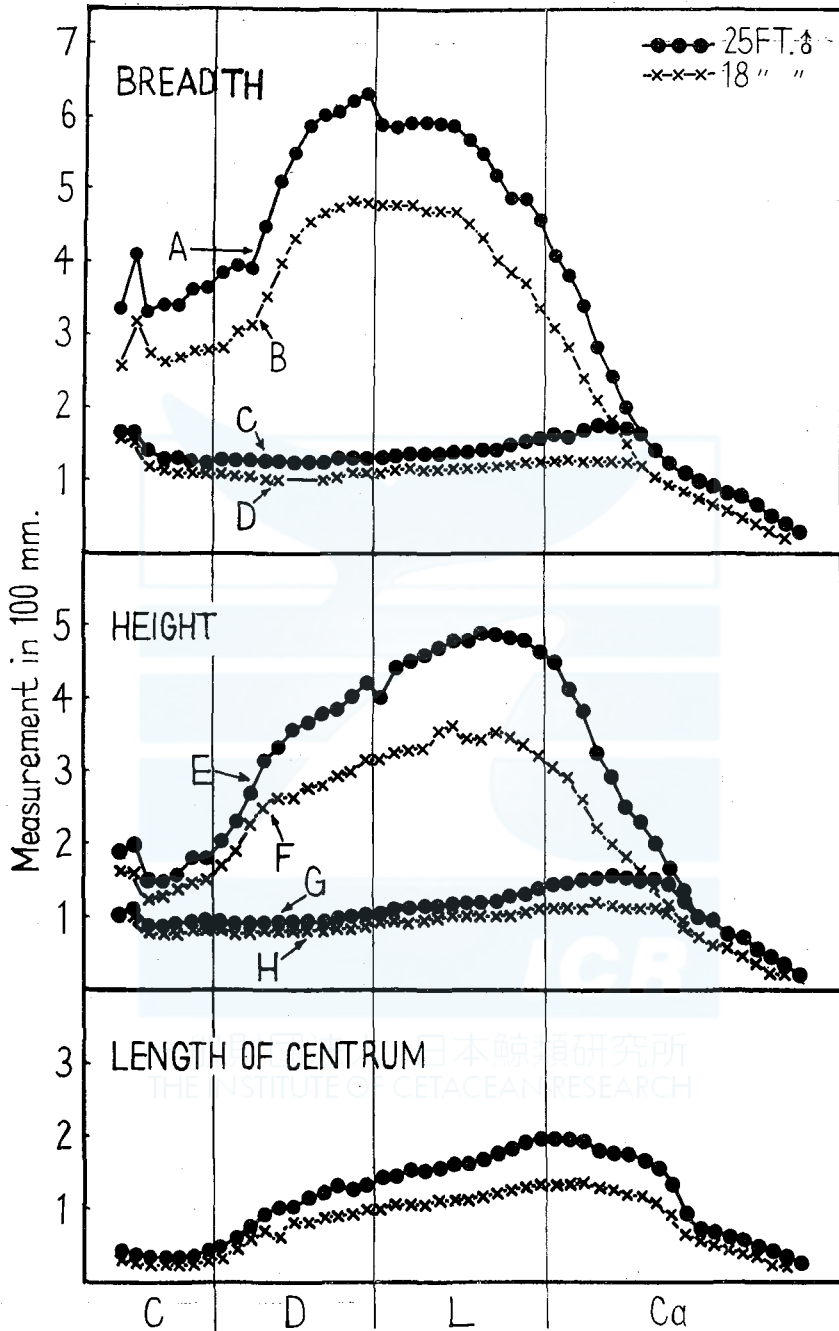 7
6
5
4
3
2
1
BREADTH
25FT.♂
18 〃 〃
A
B
C
D
Measurement in 100 mm.
5
4
3
2
1
HEIGHT
E
F
G
H
ICR
日本鯨類研究所
THE INSTITUTE OF CETACEAN RESEARCH
3
2
1
LENGTH OF CENTRUM
C D L Ca